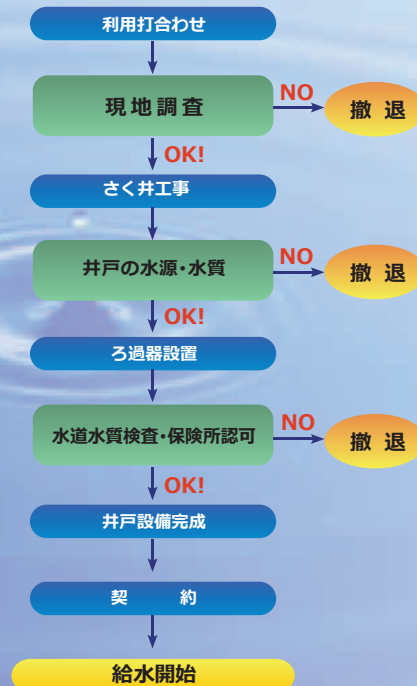 利用打合わせ
現地調査
NO
撤退
OK!
さく井工事
井戸の水源・水質
NO
撤退
OK!
ろ過器設置
水道水質検査・保険所認可
NO
撤退
OK!
井戸設備完成
契約
給水開始